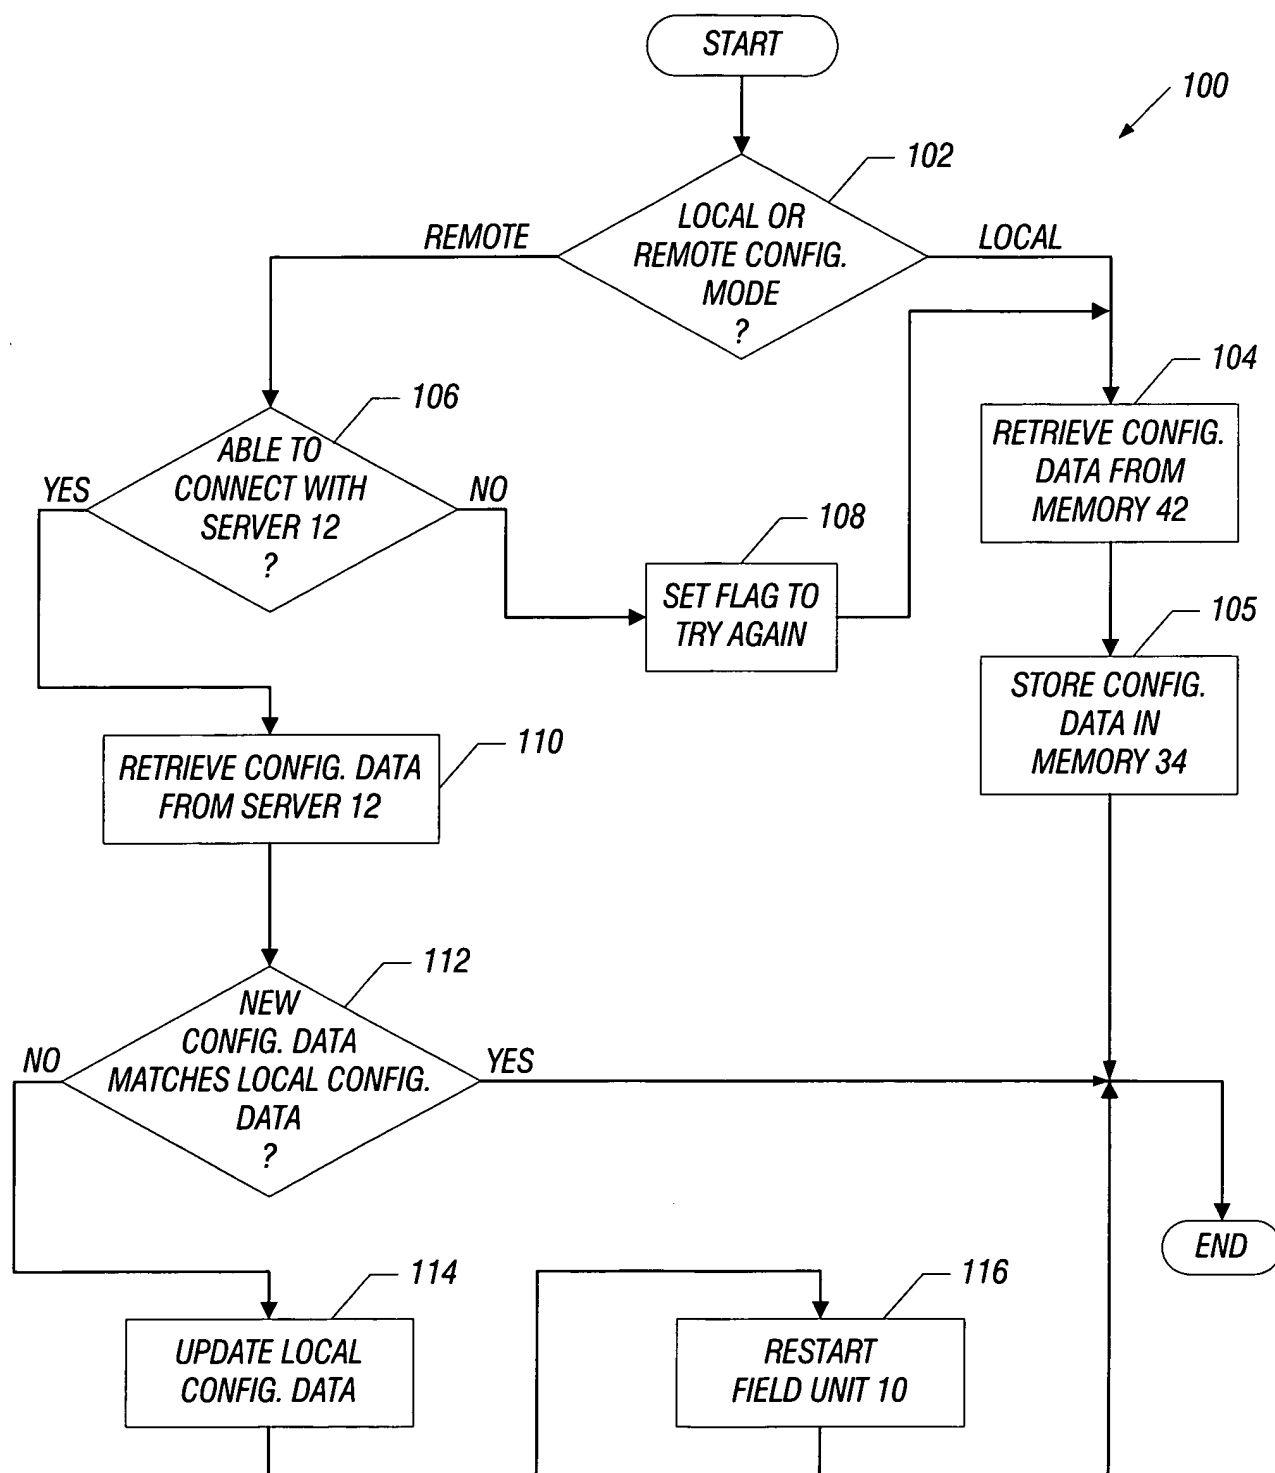 START
100
102
LOCAL OR
REMOTE CONFIG.
MODE
?
REMOTE
LOCAL
104
RETRIEVE CONFIG.
DATA FROM
MEMORY 42
106
ABLE TO
CONNECT WITH
SERVER 12
?
YES
NO
108
SET FLAG TO
TRY AGAIN
105
STORE CONFIG.
DATA IN
MEMORY 34
110
RETRIEVE CONFIG. DATA
FROM SERVER 12
112
NEW
CONFIG. DATA
MATCHES LOCAL CONFIG.
DATA
?
NO
YES
END
114
UPDATE LOCAL
CONFIG. DATA
116
RESTART
FIELD UNIT 10